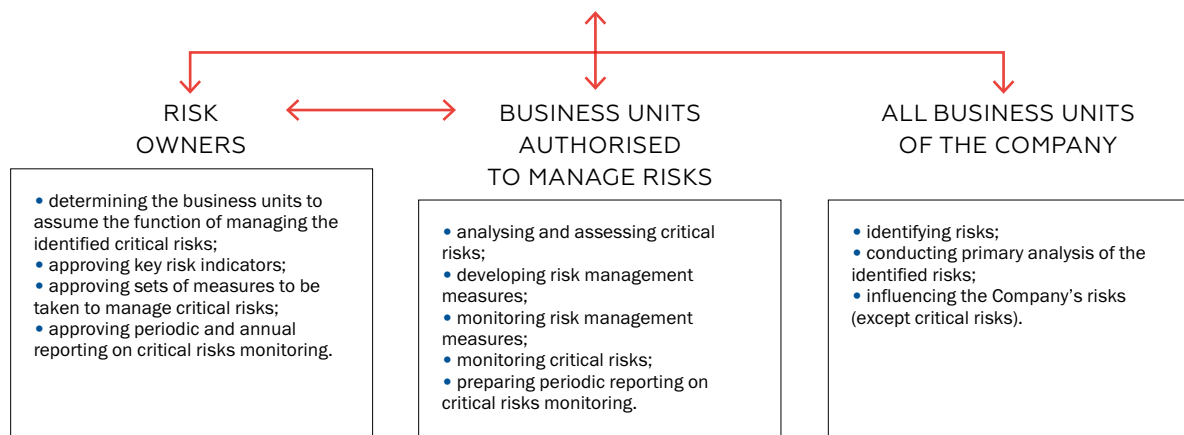 RISK
OWNERS
• determining the business units to
assume the function of managing the
identified critical risks;
• approving key risk indicators;
• approving sets of measures to be
taken to manage critical risks;
• approving periodic and annual
reporting on critical risks monitoring.
BUSINESS UNITS
AUTHORISED
TO MANAGE RISKS
• analysing and assessing critical
risks;
• developing risk management
measures;
• monitoring risk management
measures;
• monitoring critical risks;
• preparing periodic reporting on
critical risks monitoring.
ALL BUSINESS UNITS
OF THE COMPANY
• identifying risks;
• conducting primary analysis of the
identified risks;
• influencing the Company's risks
(except critical risks).